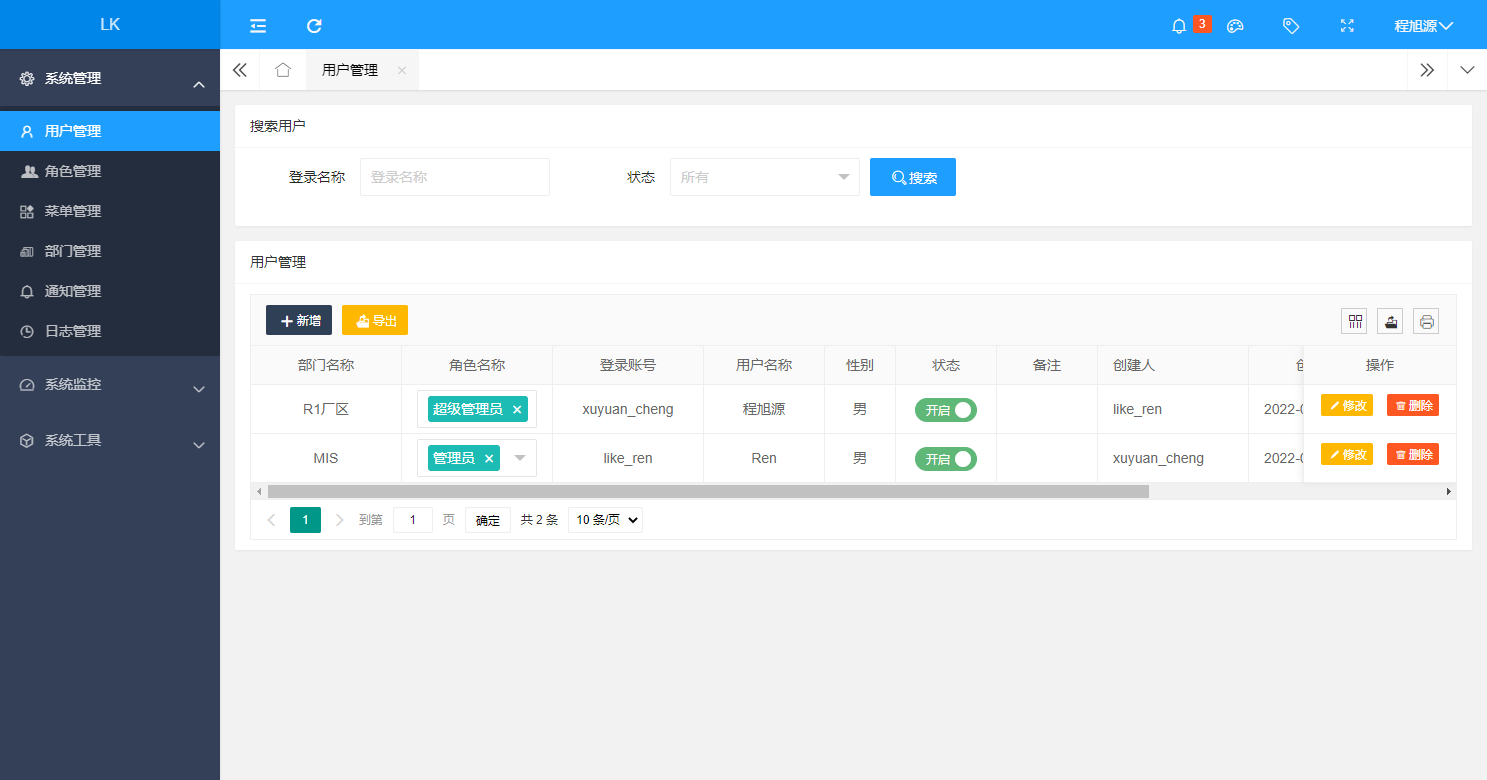 LK
3
程旭源
系统管理
用户管理
角色管理
菜单管理
部门管理
通知管理
日志管理
系统监控
系统工具
用户管理
搜索用户
登录名称 登录名称 状态 所有 搜索
用户管理
新增 导出
部门名称 角色名称 登录账号 用户名称 性别 状态 备注 创建人 操作
R1厂区 超级管理员 xuyuan_cheng 程旭源 男 开启 like_ren 2022-0 修改 删除
MIS 管理员 like_ren Ren 男 开启 xuyuan_cheng 2022-0 修改 删除
1 到第 1 页 确定 共 2 条 10 条/页